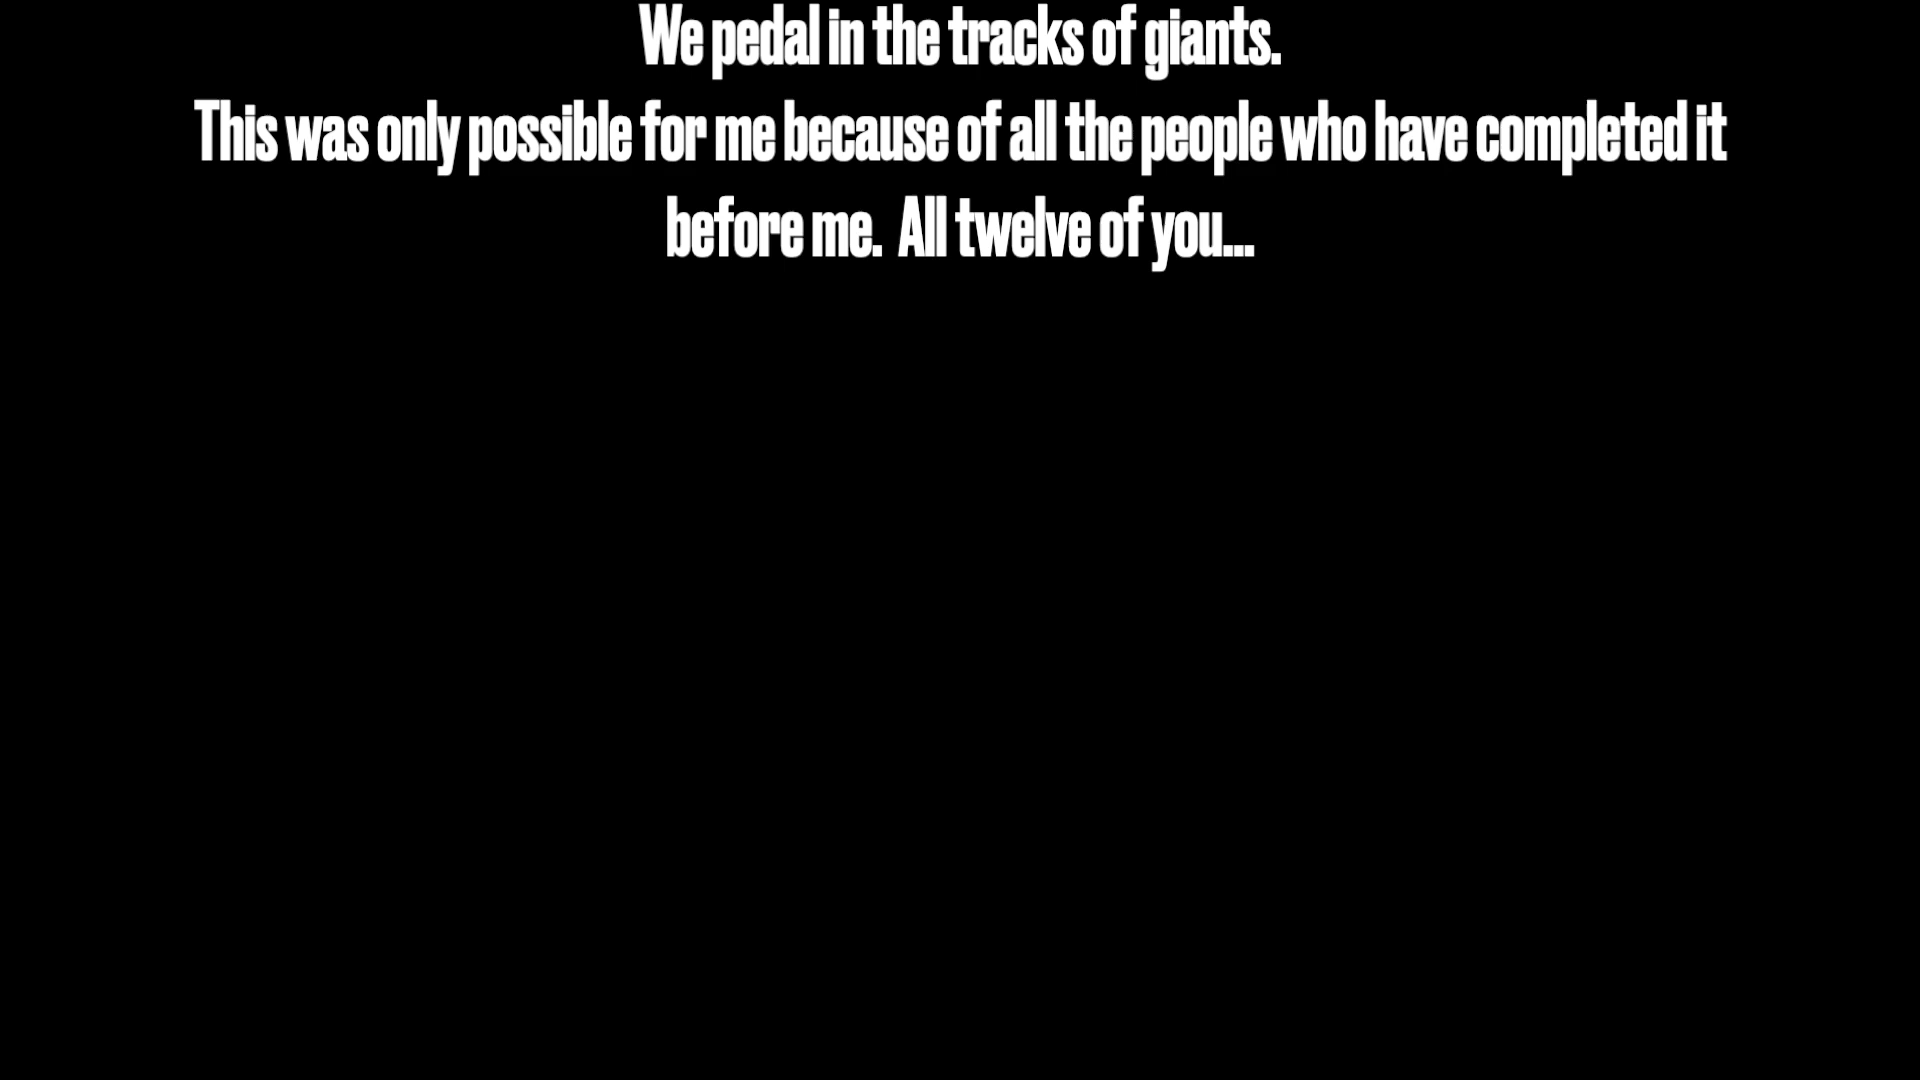 We pedal in the tracks of giants.
This was only possible for me because of all the people who have completed it
before me.  All twelve of you...